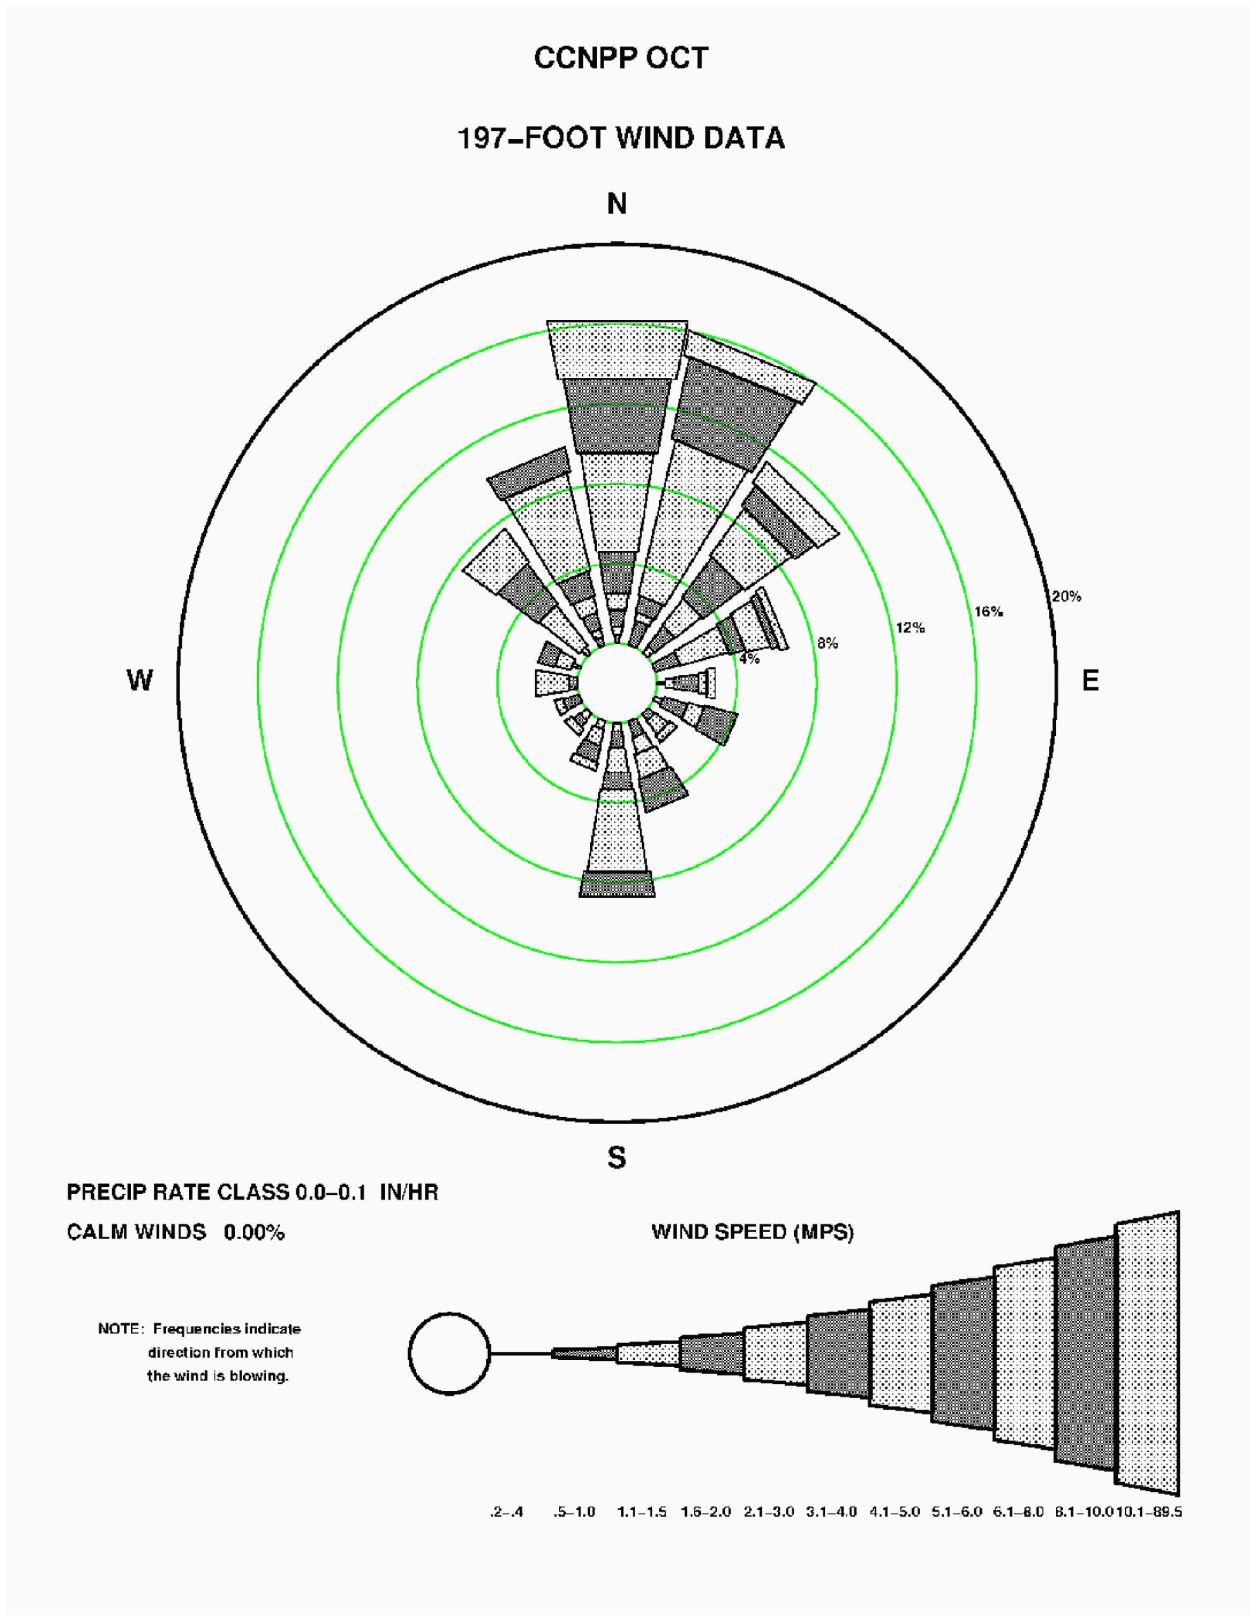 CCNPP OCT
197–FOOT WIND DATA
N
20%
16%
12%
8%
4%
W
E
S
PRECIP RATE CLASS 0.0–0.1 IN/HR
CALM WINDS 0.00%
WIND SPEED (MPS)
NOTE: Frequencies indicate
direction from which
the wind is blowing.
.2–.4 .5–1.0 1.1–1.5 1.6–2.0 2.1–3.0 3.1–4.0 4.1–5.0 5.1–6.0 6.1–8.0 8.1–10.0 10.1–89.5